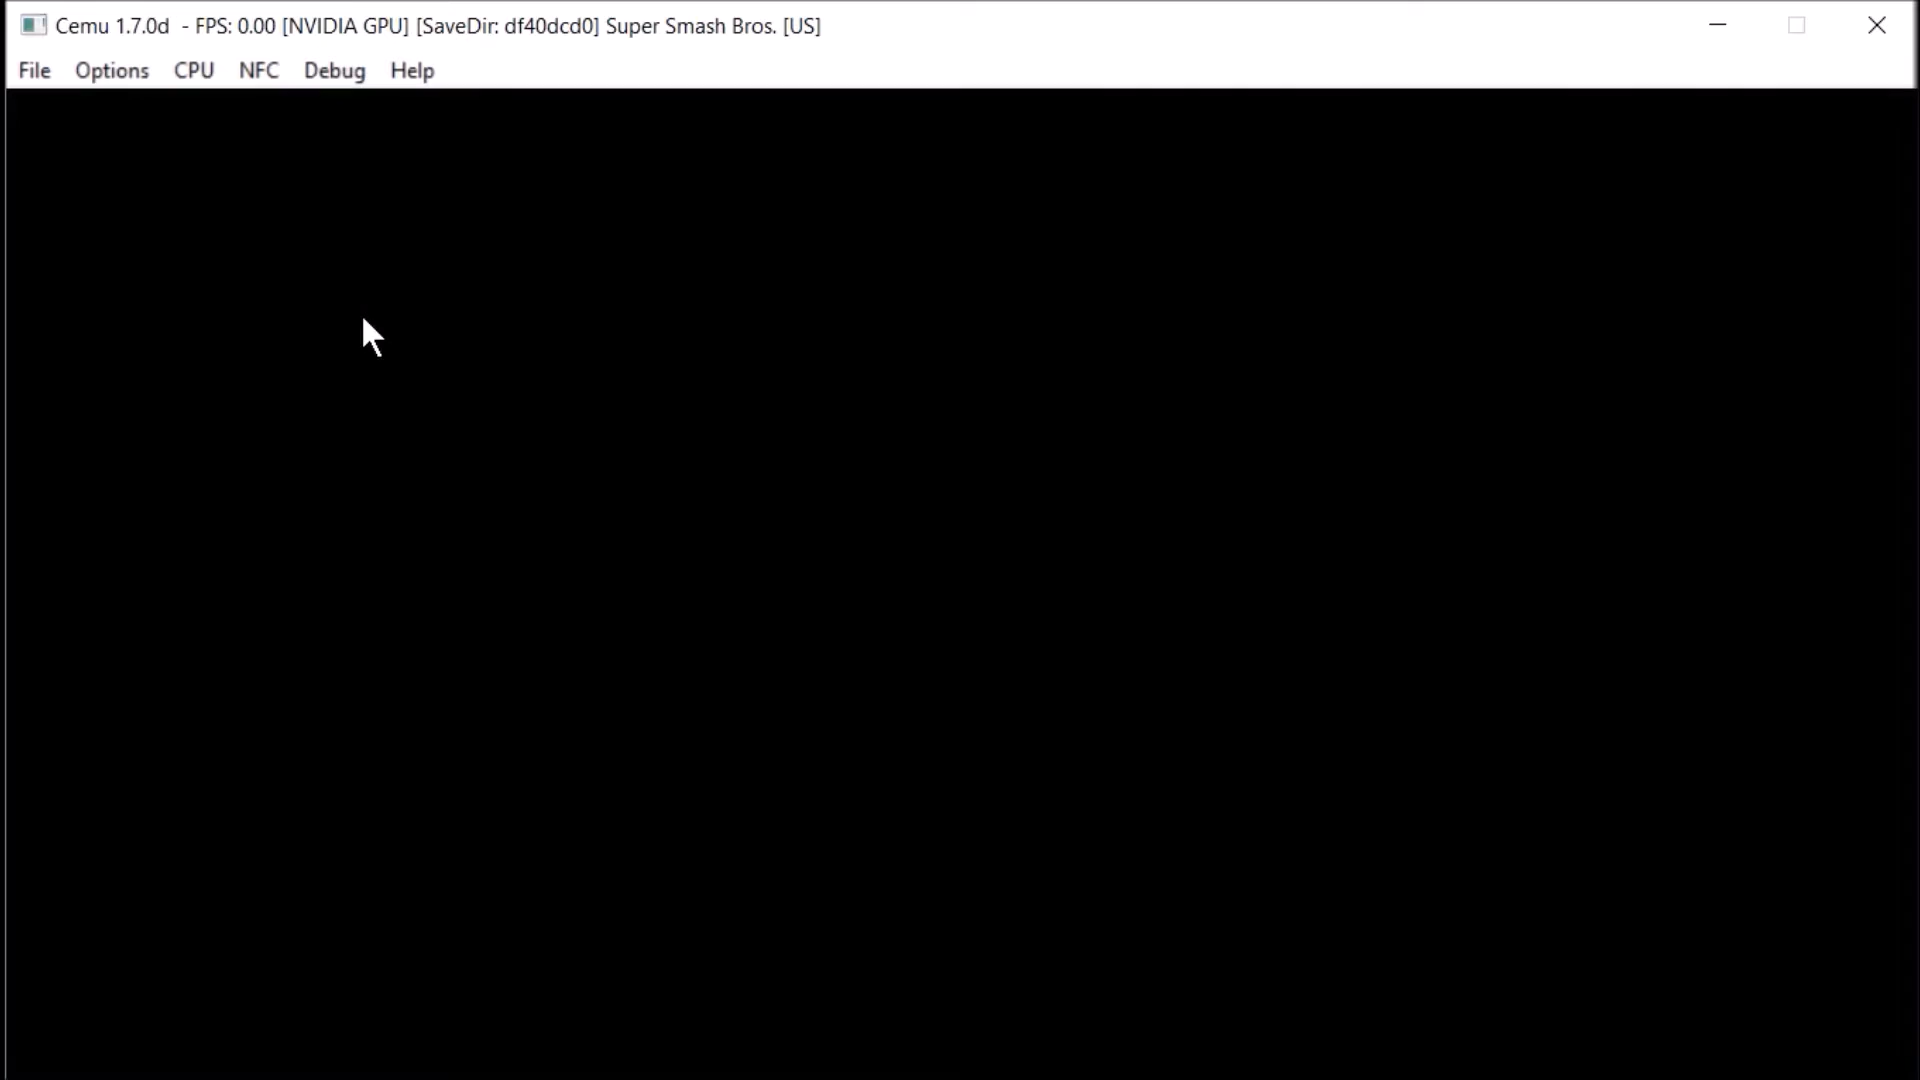 Cemu 1.7.0d - FPS: 0.00 [NVIDIA GPU] [SaveDir: df40dcd0] Super Smash Bros. [US]
File Options CPU NFC Debug Help